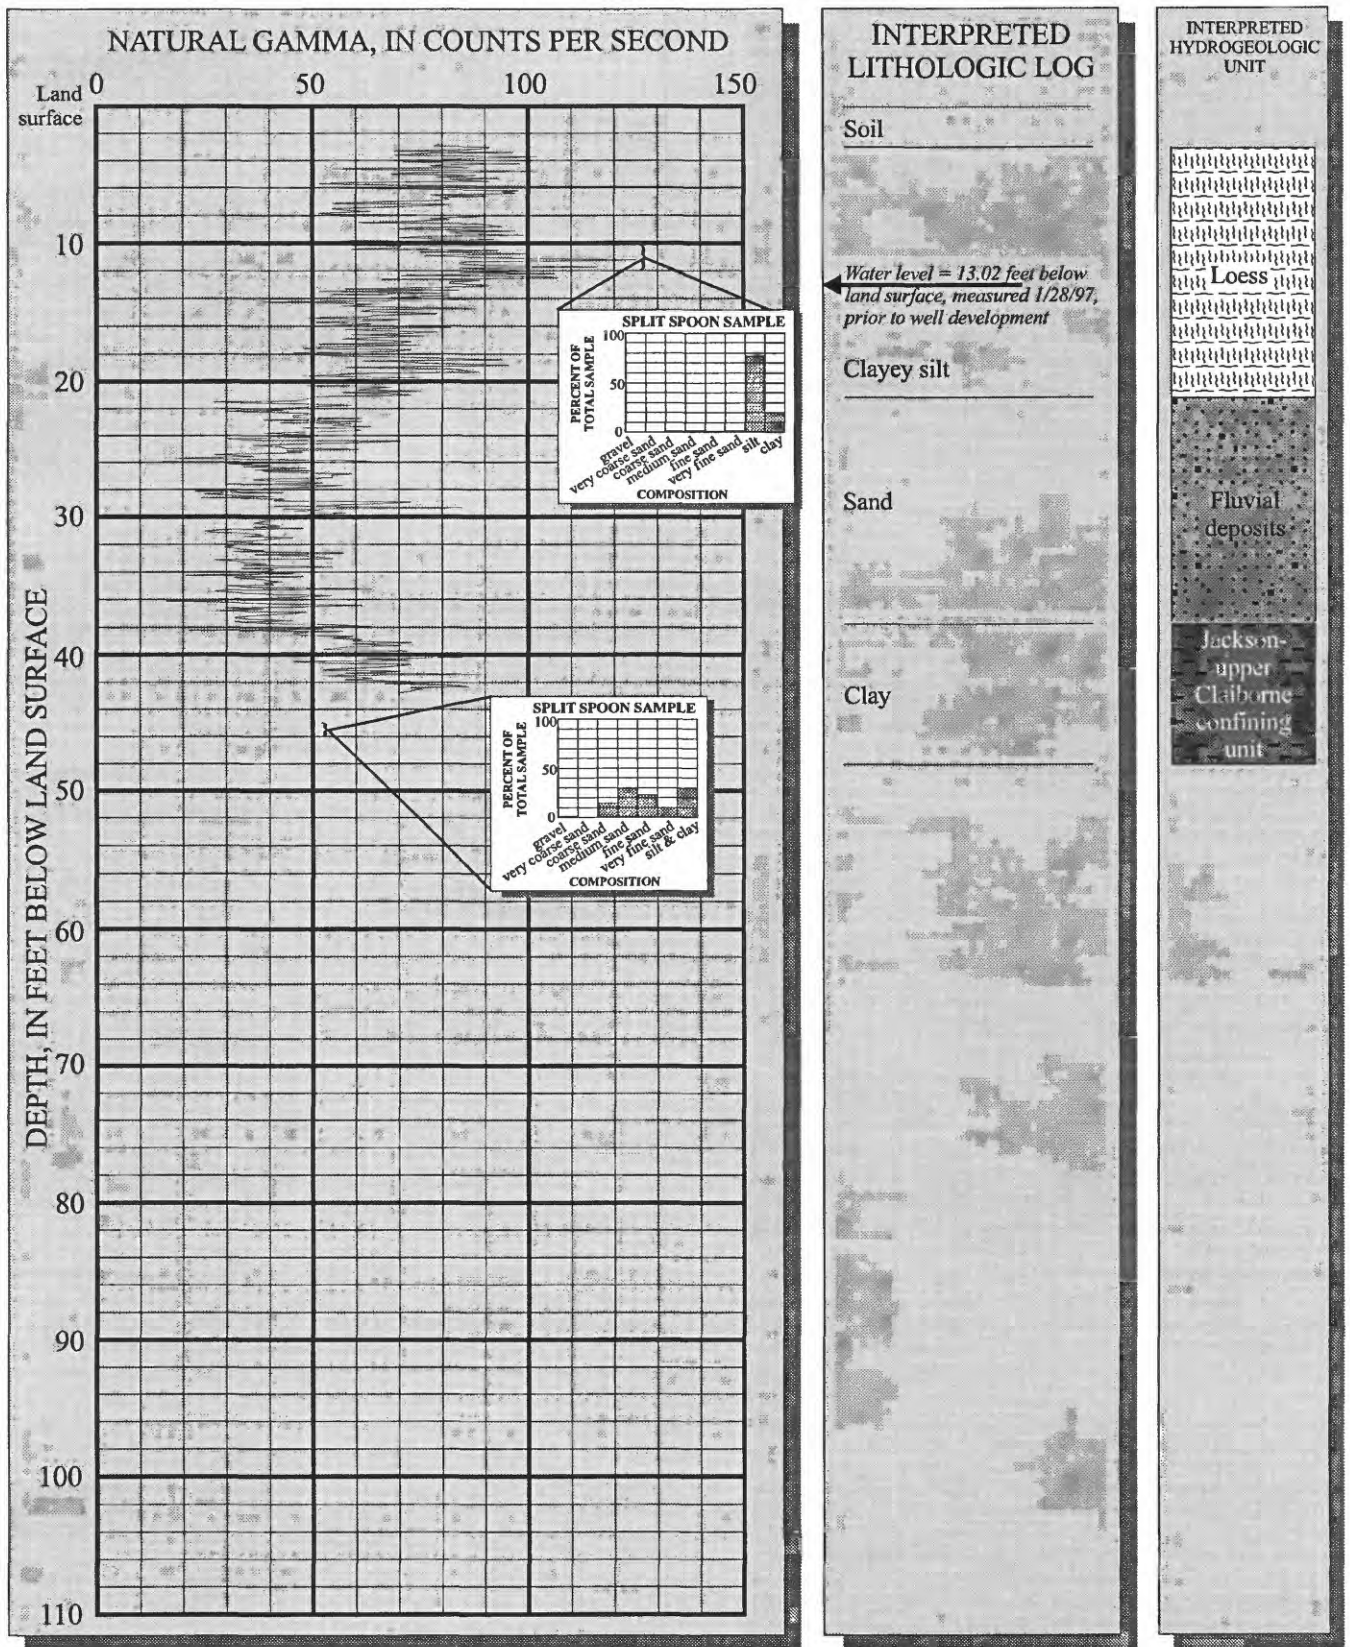 NATURAL GAMMA, IN COUNTS PER SECOND
0 50 100 150
Land
surface
10
20
30
40
50
60
70
80
90
100
110
DEPTH, IN FEET BELOW LAND SURFACE
SPLIT SPOON SAMPLE
PERCENT OF
TOTAL SAMPLE
100
50
0
gravel
very coarse sand
coarse sand
medium sand
fine sand
very fine sand
silt
clay
COMPOSITION
SPLIT SPOON SAMPLE
PERCENT OF
TOTAL SAMPLE
100
50
0
gravel
very coarse sand
coarse sand
medium sand
fine sand
very fine sand
silt & clay
COMPOSITION
INTERPRETED
LITHOLOGIC LOG
Soil
Water level = 13.02 feet below
land surface, measured 1/28/97,
prior to well development
Clayey silt
Sand
Clay
INTERPRETED
HYDROGEOLOGIC
UNIT
Loess
Fluvial
deposits
Jackson-
upper
Claiborne
confining
unit